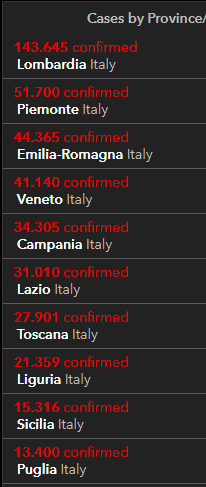 Cases by Province/
143.645 confirmed
Lombardia Italy
51.700 confirmed
Piemonte Italy
44.365 confirmed
Emilia-Romagna Italy
41.140 confirmed
Veneto Italy
34.305 confirmed
Campania Italy
31.010 confirmed
Lazio Italy
27.901 confirmed
Toscana Italy
21.359 confirmed
Liguria Italy
15.316 confirmed
Sicilia Italy
13.400 confirmed
Puglia Italy